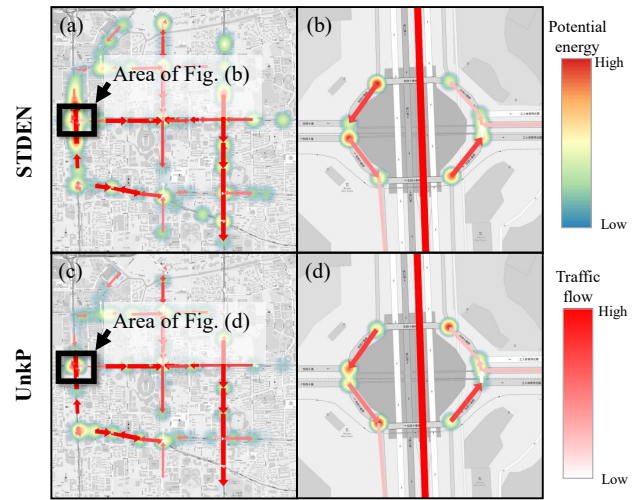 (a)
Area of Fig. (b)
(b)
STDEN
Potential
energy
High
Low
(c)
Area of Fig. (d)
(d)
UnkP
Traffic
flow
High
Low